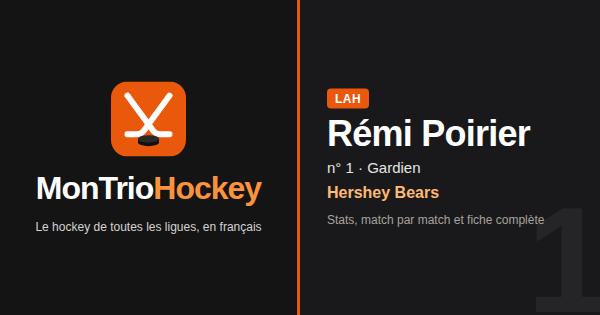 MonTrioHockey
Le hockey de toutes les ligues, en français
LAH
Rémi Poirier
n° 1 · Gardien
Hershey Bears
Stats, match par match et fiche complète
1